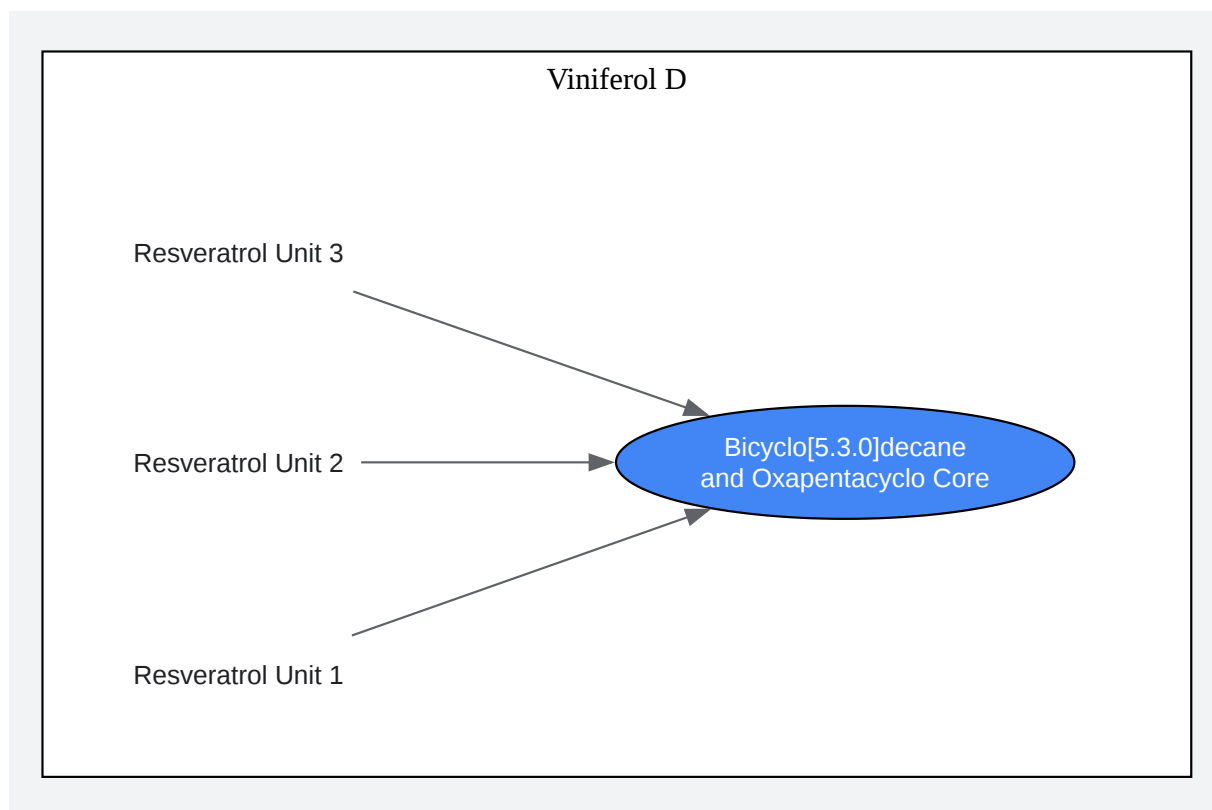 Viniferol D
Resveratrol Unit 3
Resveratrol Unit 2
Bicyclo[5.3.0]decane
and Oxapentacyclo Core
Resveratrol Unit 1